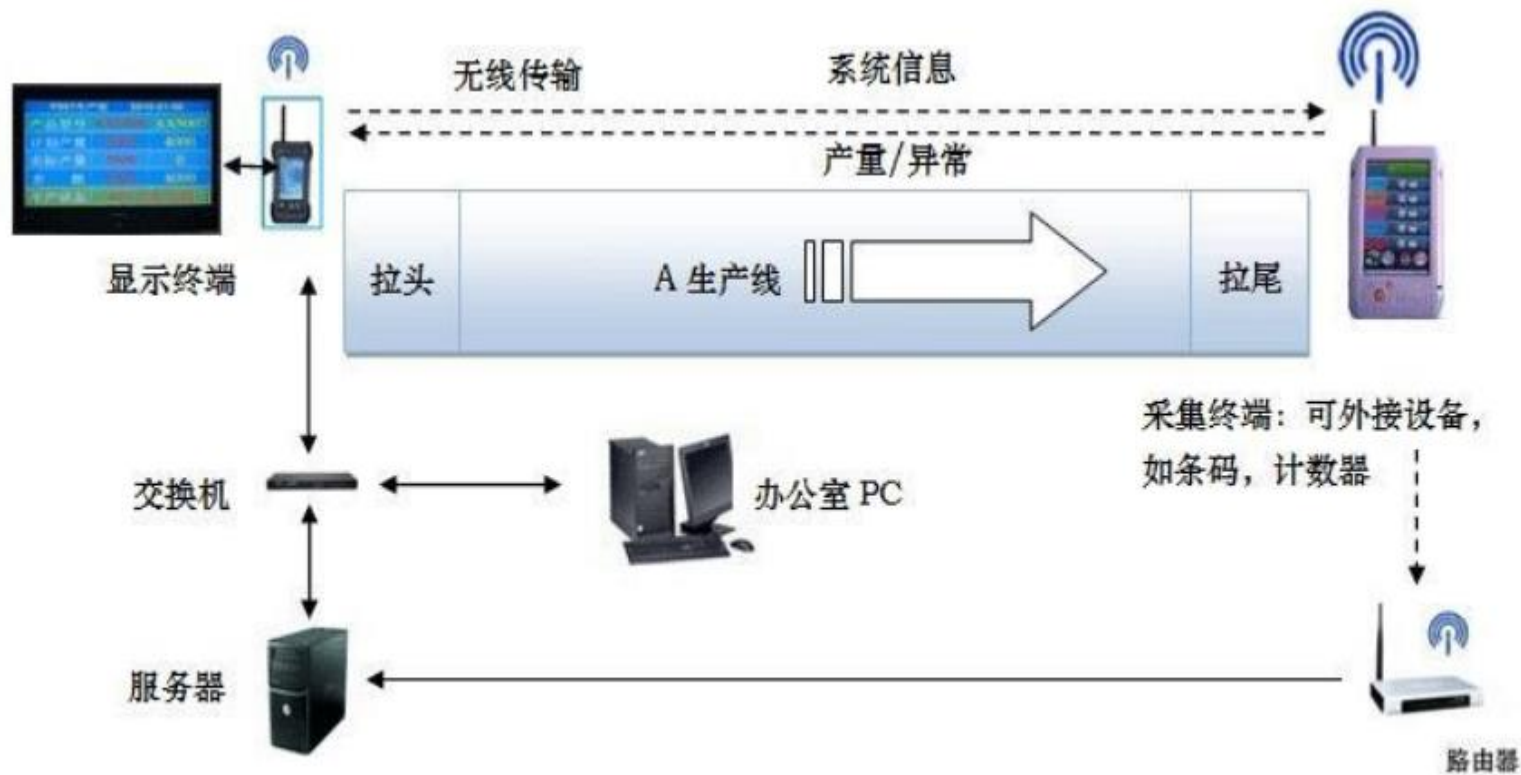 无线传输
系统信息
产量/异常
显示终端
拉头
A 生产线
拉尾
采集终端：可外接设备，
如条码，计数器
交换机
办公室 PC
服务器
路由器